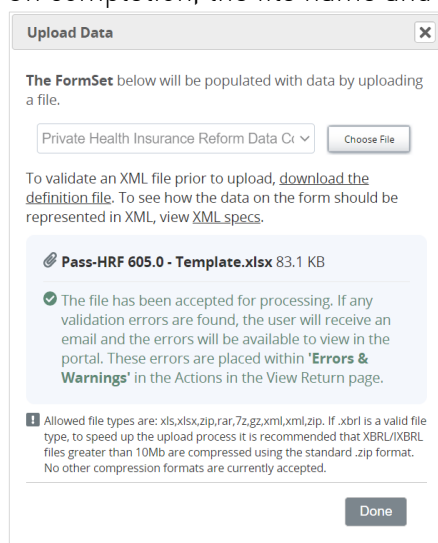 Upload Data
The FormSet below will be populated with data by uploading
a file.
Private Health Insurance Reform Data Cc
Choose File
To validate an XML file prior to upload, download the
definition file. To see how the data on the form should be
represented in XML, view XML specs.
Pass-HRF 605.0 - Template.xlsx 83.1 KB
The file has been accepted for processing. If any
validation errors are found, the user will receive an
email and the errors will be available to view in the
portal. These errors are placed within 'Errors &
Warnings' in the Actions in the View Return page.
Allowed file types are: xls,xlsx,zip,rar,7z,gz,xml,xml,zip. If .xbrl is a valid file
type, to speed up the upload process it is recommended that XBRL/IXBRL
files greater than 10Mb are compressed using the standard .zip format.
No other compression formats are currently accepted.
Done